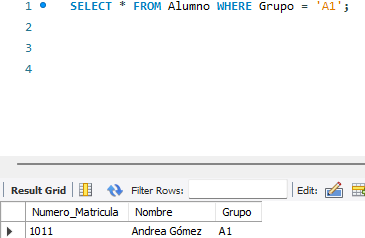 1 SELECT * FROM Alumno WHERE Grupo = 'A1';
2
3
4
Result Grid Filter Rows: Edit:
Numero_Matricula Nombre Grupo
1011 Andrea Gómez A1